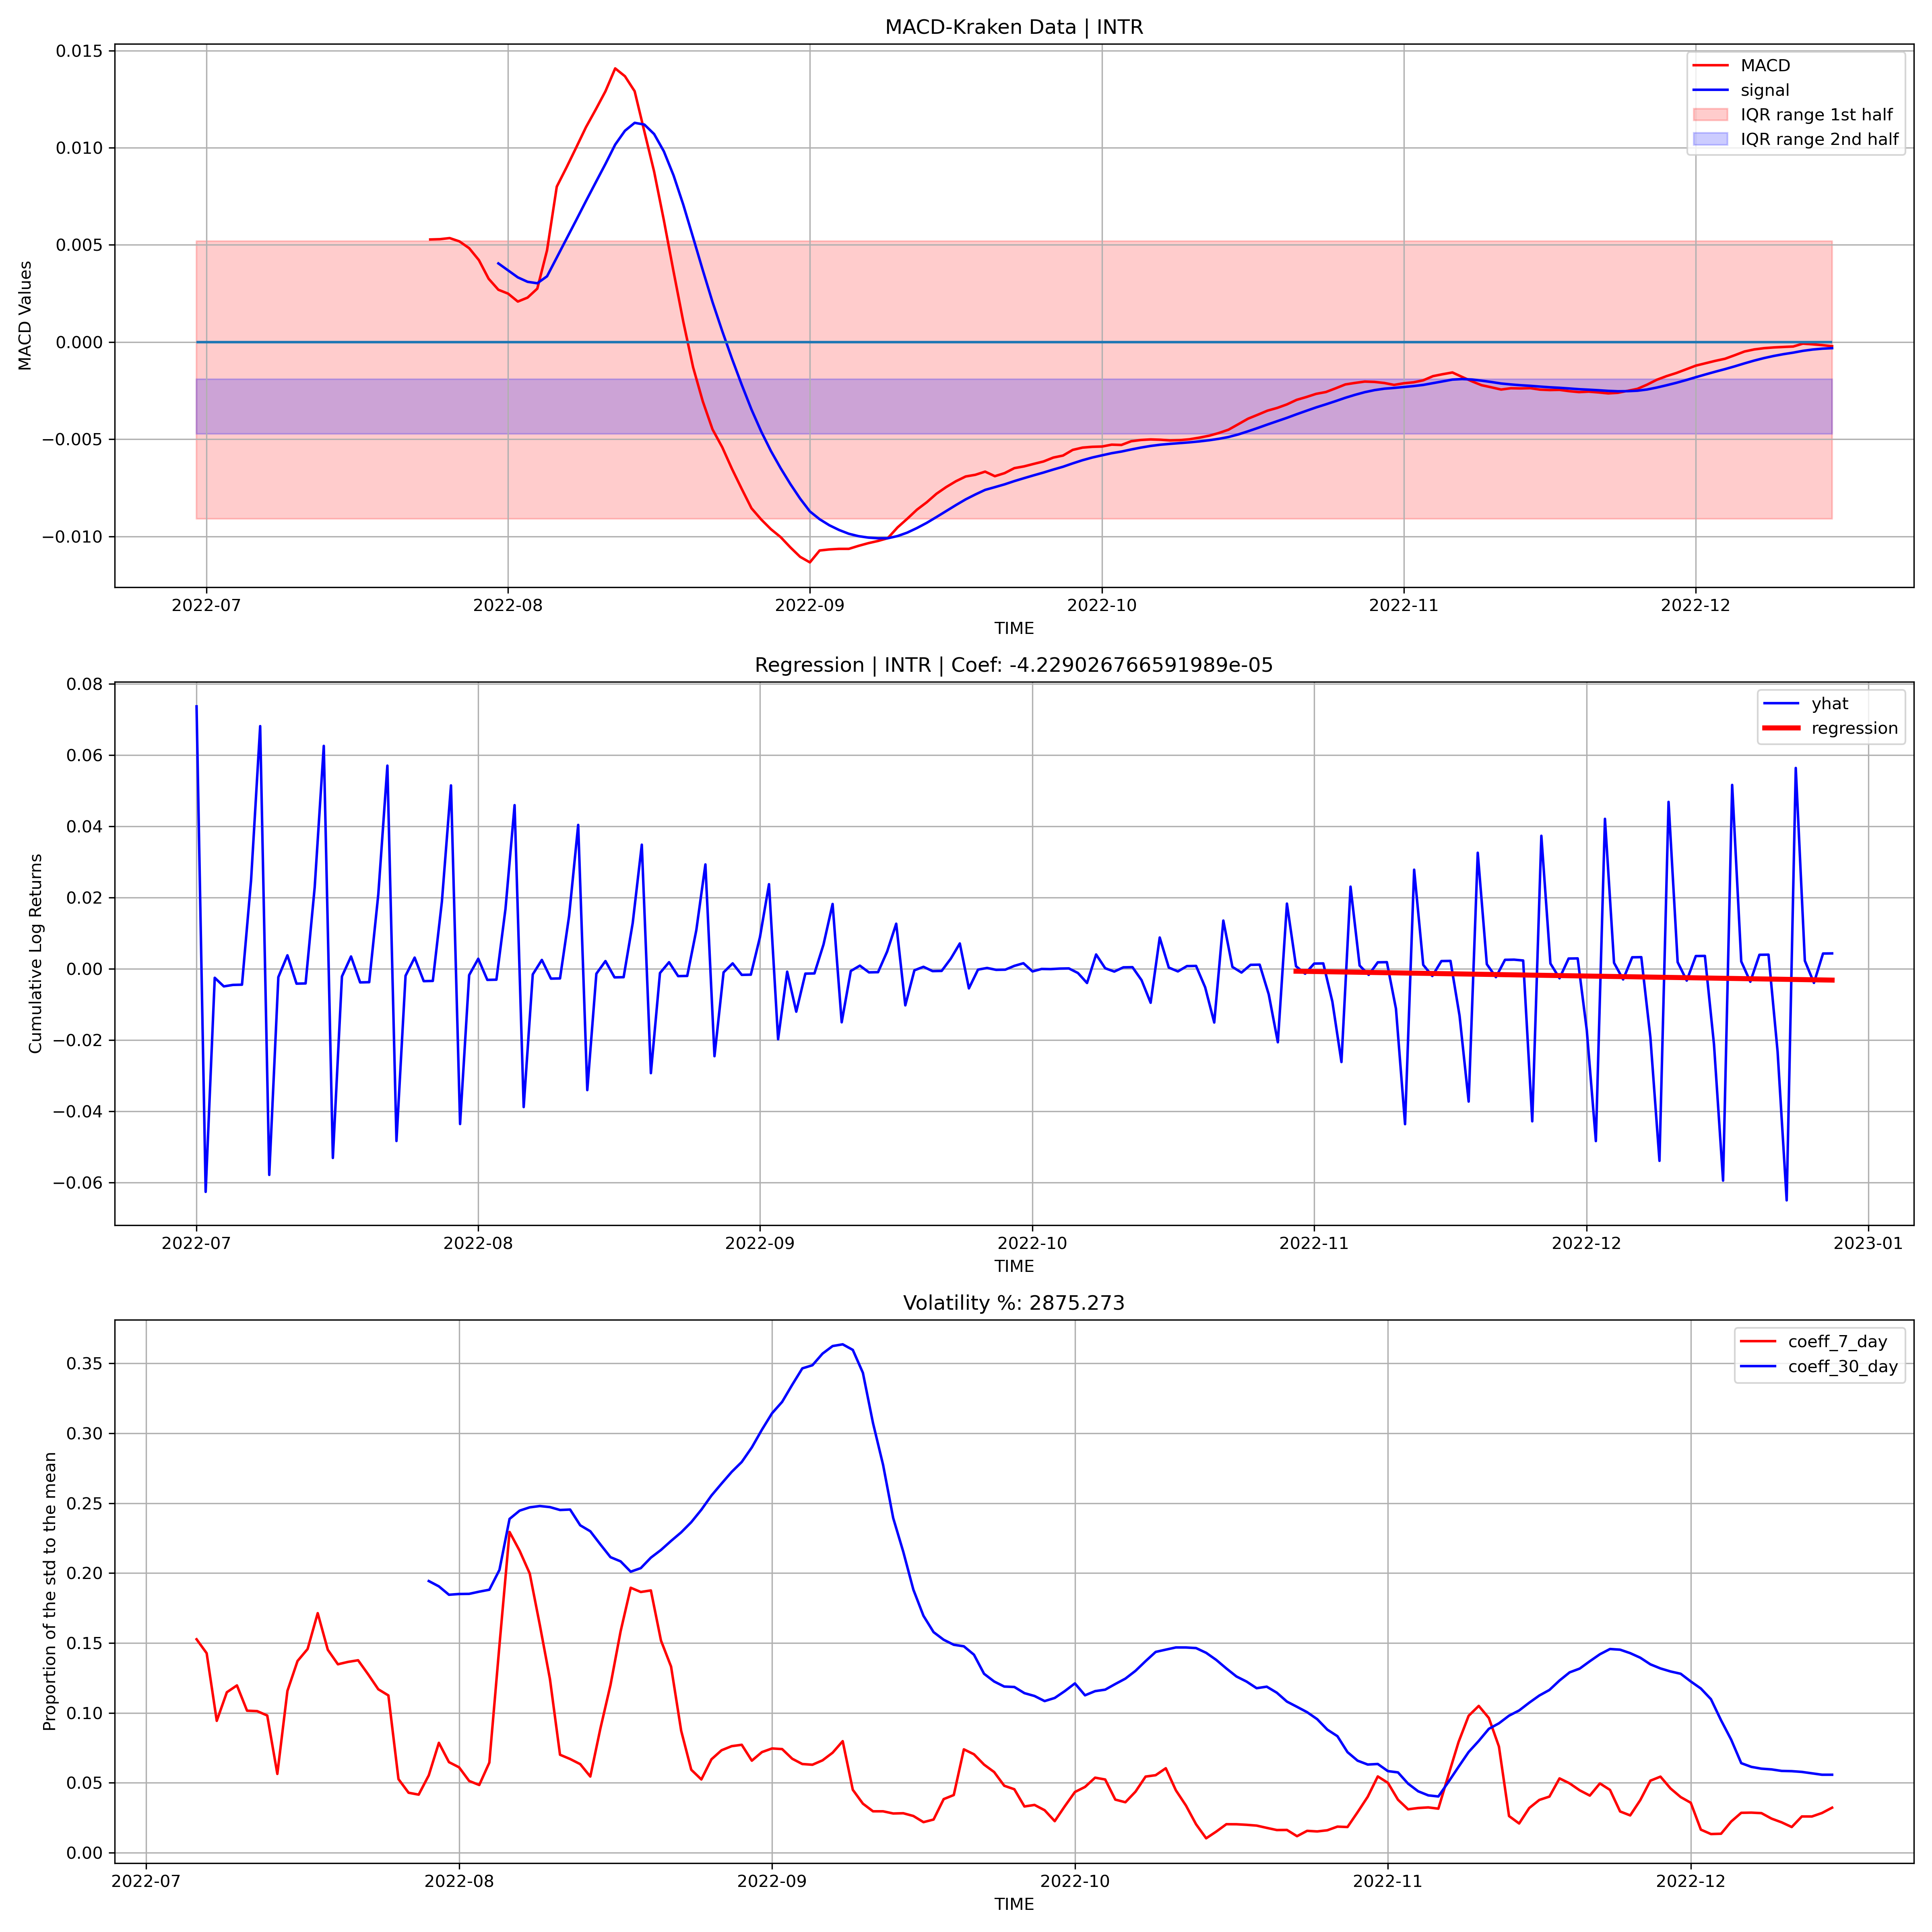 MACD-Kraken Data | INTR
MACD Values
0.015
0.010
0.005
0.000
−0.005
−0.010
MACD
signal
IQR range 1st half
IQR range 2nd half
2022-07 2022-08 2022-09 2022-10 2022-11 2022-12
TIME
Regression | INTR | Coef: -4.229026766591989e-05
Cumulative Log Returns
0.08
0.06
0.04
0.02
0.00
−0.02
−0.04
−0.06
yhat
regression
2022-07 2022-08 2022-09 2022-10 2022-11 2022-12 2023-01
TIME
Volatility %: 2875.273
Proportion of the std to the mean
0.35
0.30
0.25
0.20
0.15
0.10
0.05
0.00
coeff_7_day
coeff_30_day
2022-07 2022-08 2022-09 2022-10 2022-11 2022-12
TIME